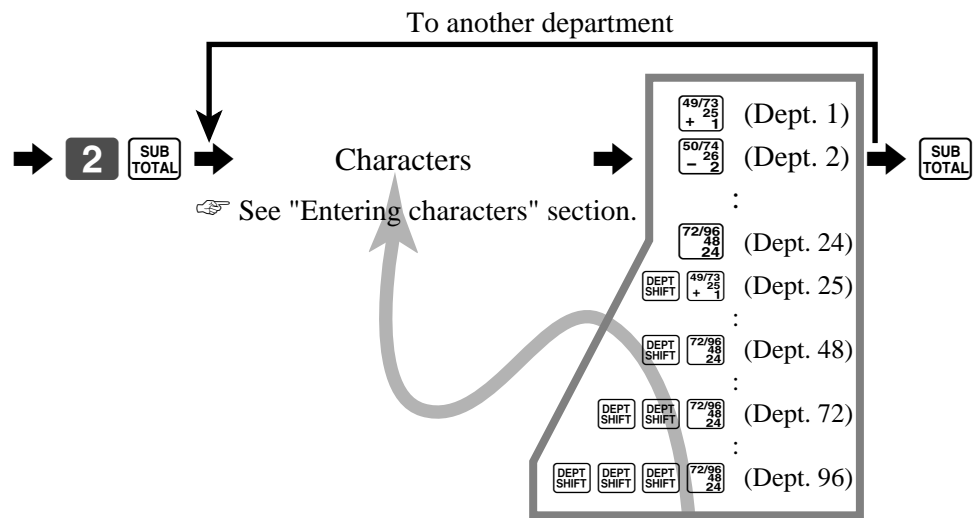 To another department
2 SUB TOTAL Characters
☞ See "Entering characters" section.
49/73 25 + 1 (Dept. 1)
50/74 26 − 2 (Dept. 2)
:
72/96 48 24 (Dept. 24)
DEPT SHIFT 49/73 25 + 1 (Dept. 25)
:
DEPT SHIFT 72/96 48 24 (Dept. 48)
:
DEPT SHIFT DEPT SHIFT 72/96 48 24 (Dept. 72)
:
DEPT SHIFT DEPT SHIFT DEPT SHIFT 72/96 48 24 (Dept. 96)
SUB TOTAL